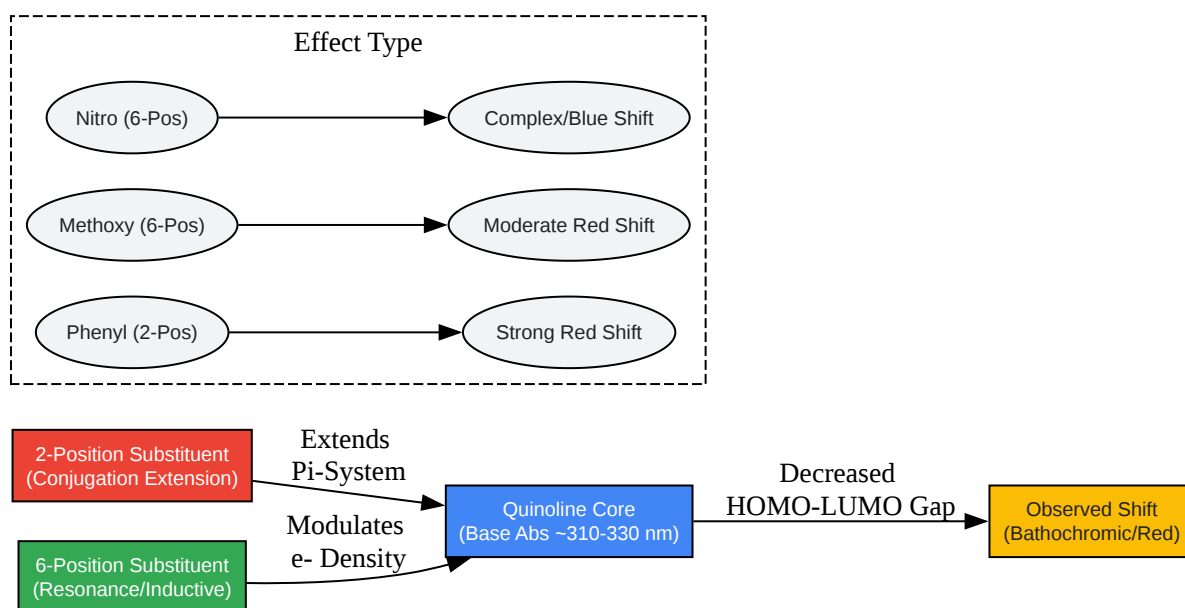 Effect Type
Nitro (6-Pos)
Complex/Blue Shift
Methoxy (6-Pos)
Moderate Red Shift
Phenyl (2-Pos)
Strong Red Shift
2-Position Substituent
(Conjugation Extension)
Extends
Pi-System
6-Position Substituent
(Resonance/Inductive)
Modulates
e- Density
Quinoline Core
(Base Abs ~310-330 nm)
Decreased
HOMO-LUMO Gap
Observed Shift
(Bathochromic/Red)